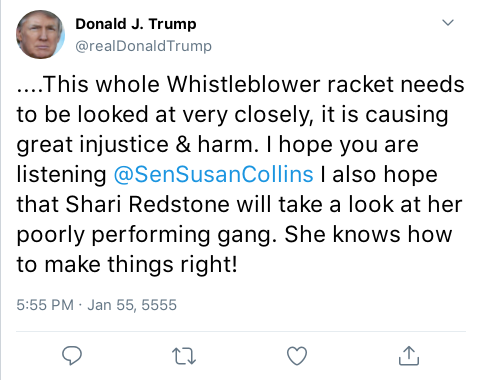 Donald J. Trump
@realDonaldTrump
....This whole Whistleblower racket needs
to be looked at very closely, it is causing
great injustice & harm. I hope you are
listening @SenSusanCollins I also hope
that Shari Redstone will take a look at her
poorly performing gang. She knows how
to make things right!
5:55 PM · Jan 55, 5555